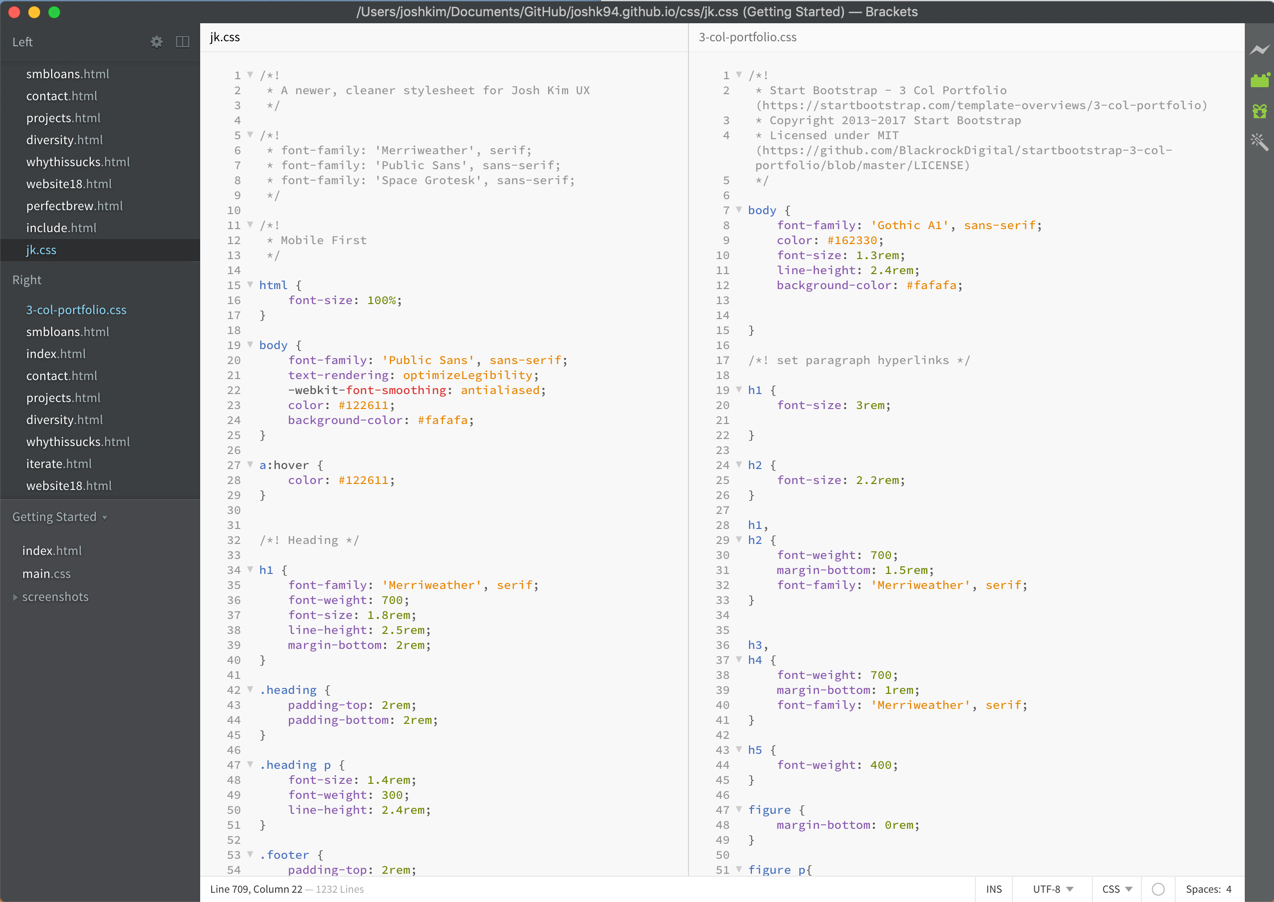 /Users/joshkim/Documents/GitHub/joshk94.github.io/css/jk.css (Getting Started) — Brackets
Left
smbloans.html
contact.html
projects.html
diversity.html
whythissucks.html
website18.html
perfectbrew.html
include.html
jk.css
Right
3-col-portfolio.css
smbloans.html
index.html
contact.html
projects.html
diversity.html
whythissucks.html
iterate.html
website18.html
Getting Started
index.html
main.css
screenshots
jk.css
1 /*!
2  * A newer, cleaner stylesheet for Josh Kim UX
3  */
4
5 /*!
6  * font-family: 'Merriweather', serif;
7  * font-family: 'Public Sans', sans-serif;
8  * font-family: 'Space Grotesk', sans-serif;
9  */
10
11 /*!
12  * Mobile First
13  */
14
15 html {
16     font-size: 100%;
17 }
18
19 body {
20     font-family: 'Public Sans', sans-serif;
21     text-rendering: optimizeLegibility;
22     -webkit-font-smoothing: antialiased;
23     color: #122611;
24     background-color: #fafafa;
25 }
26
27 a:hover {
28     color: #122611;
29 }
30
31
32 /*! Heading */
33
34 h1 {
35     font-family: 'Merriweather', serif;
36     font-weight: 700;
37     font-size: 1.8rem;
38     line-height: 2.5rem;
39     margin-bottom: 2rem;
40 }
41
42 .heading {
43     padding-top: 2rem;
44     padding-bottom: 2rem;
45 }
46
47 .heading p {
48     font-size: 1.4rem;
49     font-weight: 300;
50     line-height: 2.4rem;
51 }
52
53 .footer {
54     padding-top: 2rem;
3-col-portfolio.css
1 /*!
2  * Start Bootstrap - 3 Col Portfolio
(https://startbootstrap.com/template-overviews/3-col-portfolio)
3  * Copyright 2013-2017 Start Bootstrap
4  * Licensed under MIT
(https://github.com/BlackrockDigital/startbootstrap-3-col-
portfolio/blob/master/LICENSE)
5  */
6
7 body {
8     font-family: 'Gothic A1', sans-serif;
9     color: #162330;
10     font-size: 1.3rem;
11     line-height: 2.4rem;
12     background-color: #fafafa;
13
14
15 }
16
17 /*! set paragraph hyperlinks */
18
19 h1 {
20     font-size: 3rem;
21
22 }
23
24 h2 {
25     font-size: 2.2rem;
26 }
27
28 h1,
29 h2 {
30     font-weight: 700;
31     margin-bottom: 1.5rem;
32     font-family: 'Merriweather', serif;
33 }
34
35
36 h3,
37 h4 {
38     font-weight: 700;
39     margin-bottom: 1rem;
40     font-family: 'Merriweather', serif;
41 }
42
43 h5 {
44     font-weight: 400;
45 }
46
47 figure {
48     margin-bottom: 0rem;
49 }
50
51 figure p{
Line 709, Column 22 — 1232 Lines
INS
UTF-8
CSS
Spaces: 4